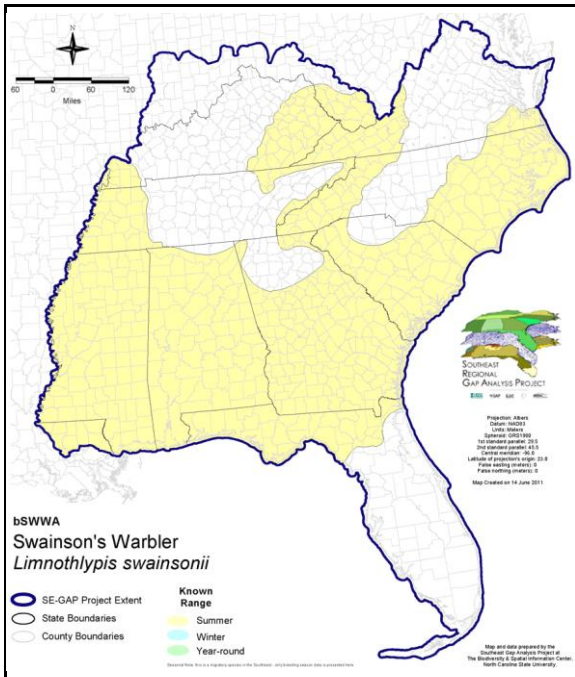 N
60 0 60 120
Miles
SOUTHEAST
REGIONAL
GAP ANALYSIS PROJECT
Projection: Albers
Datum: NAD83
Units: Meters
Spheroid: GRS1980
1st standard parallel: 29.5
2nd standard parallel: 45.5
Central meridian: -96.0
Latitude of projection's origin: 23.0
False easting (meters): 0
False northing (meters): 0
Map Created on 14 June 2011
bSWWA
Swainson's Warbler
Limnothlypis swainsonii
SE-GAP Project Extent
State Boundaries
County Boundaries
Known
Range
Summer
Winter
Year-round
Map and data prepared by the
Southeast Gap Analysis Project at
The Biodiversity & Spatial Information Center,
North Carolina State University.